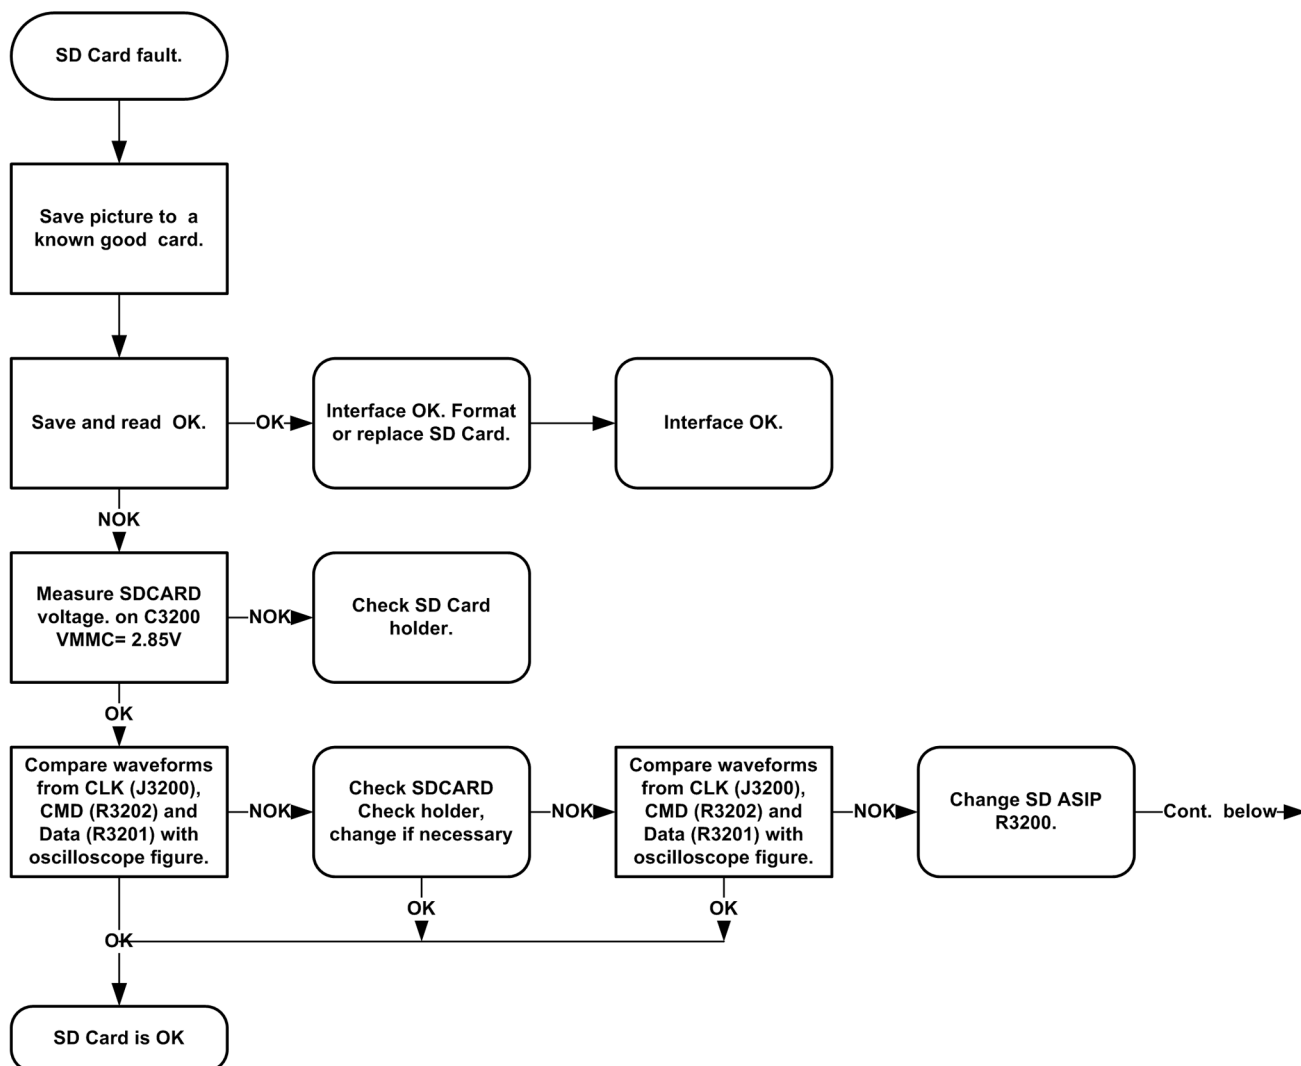 SD Card fault.
Save picture to a
known good card.
Save and read OK.
OK
Interface OK. Format
or replace SD Card.
Interface OK.
NOK
Measure SDCARD
voltage. on C3200
VMMC= 2.85V
NOK
Check SD Card
holder.
OK
Compare waveforms
from CLK (J3200),
CMD (R3202) and
Data (R3201) with
oscilloscope figure.
NOK
Check SDCARD
Check holder,
change if necessary
NOK
Compare waveforms
from CLK (J3200),
CMD (R3202) and
Data (R3201) with
oscilloscope figure.
NOK
Change SD ASIP
R3200.
Cont. below
OK
OK
OK
SD Card is OK